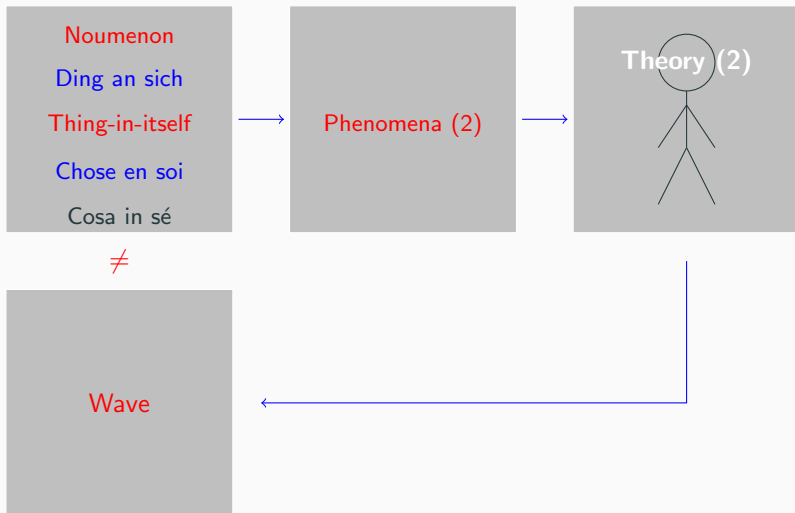 Noumenon
Ding an sich
Thing-in-itself
Chose en soi
Cosa in sé
Phenomena (2)
Theory (2)
≠
Wave